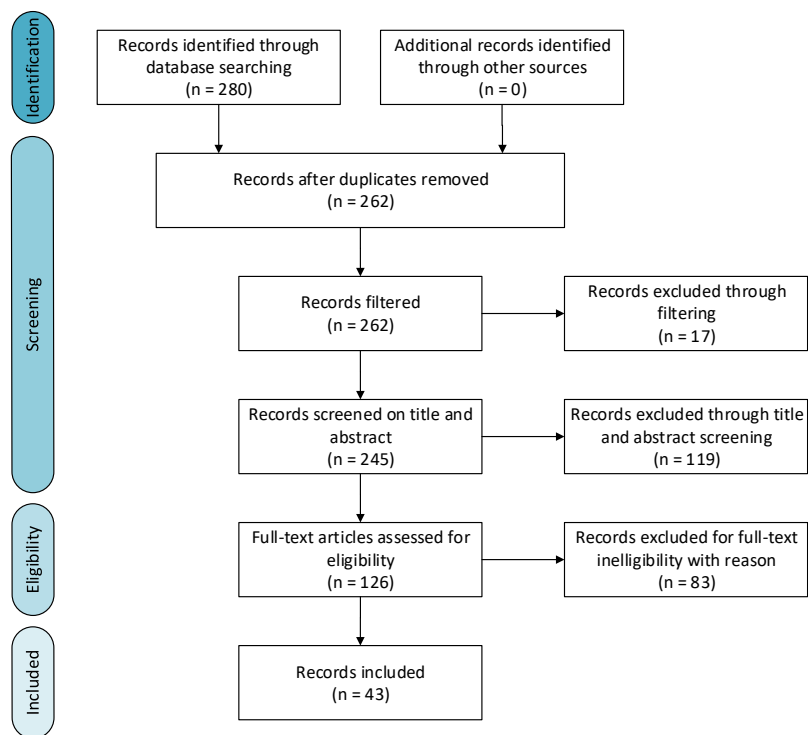 Identification
Records identified through
database searching
(n = 280)
Additional records identified
through other sources
(n = 0)
Screening
Records after duplicates removed
(n = 262)
Records filtered
(n = 262)
Records excluded through
filtering
(n = 17)
Records screened on title and
abstract
(n = 245)
Records excluded through title
and abstract screening
(n = 119)
Eligibility
Full-text articles assessed for
eligibility
(n = 126)
Records excluded for full-text
inelligibility with reason
(n = 83)
Included
Records included
(n = 43)